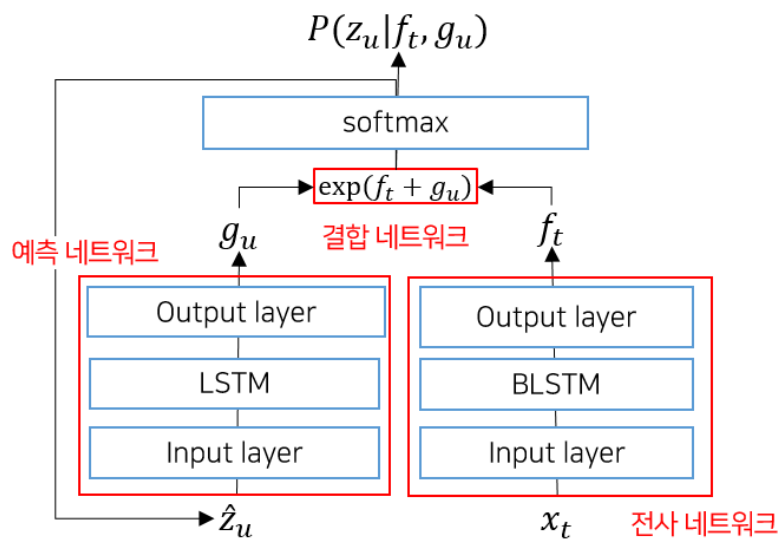 P(z_u|f_t, g_u)
softmax
exp(f_t + g_u)
g_u
결합 네트워크
f_t
예측 네트워크
Output layer
Output layer
LSTM
BLSTM
Input layer
Input layer
ẑ_u
x_t
전사 네트워크